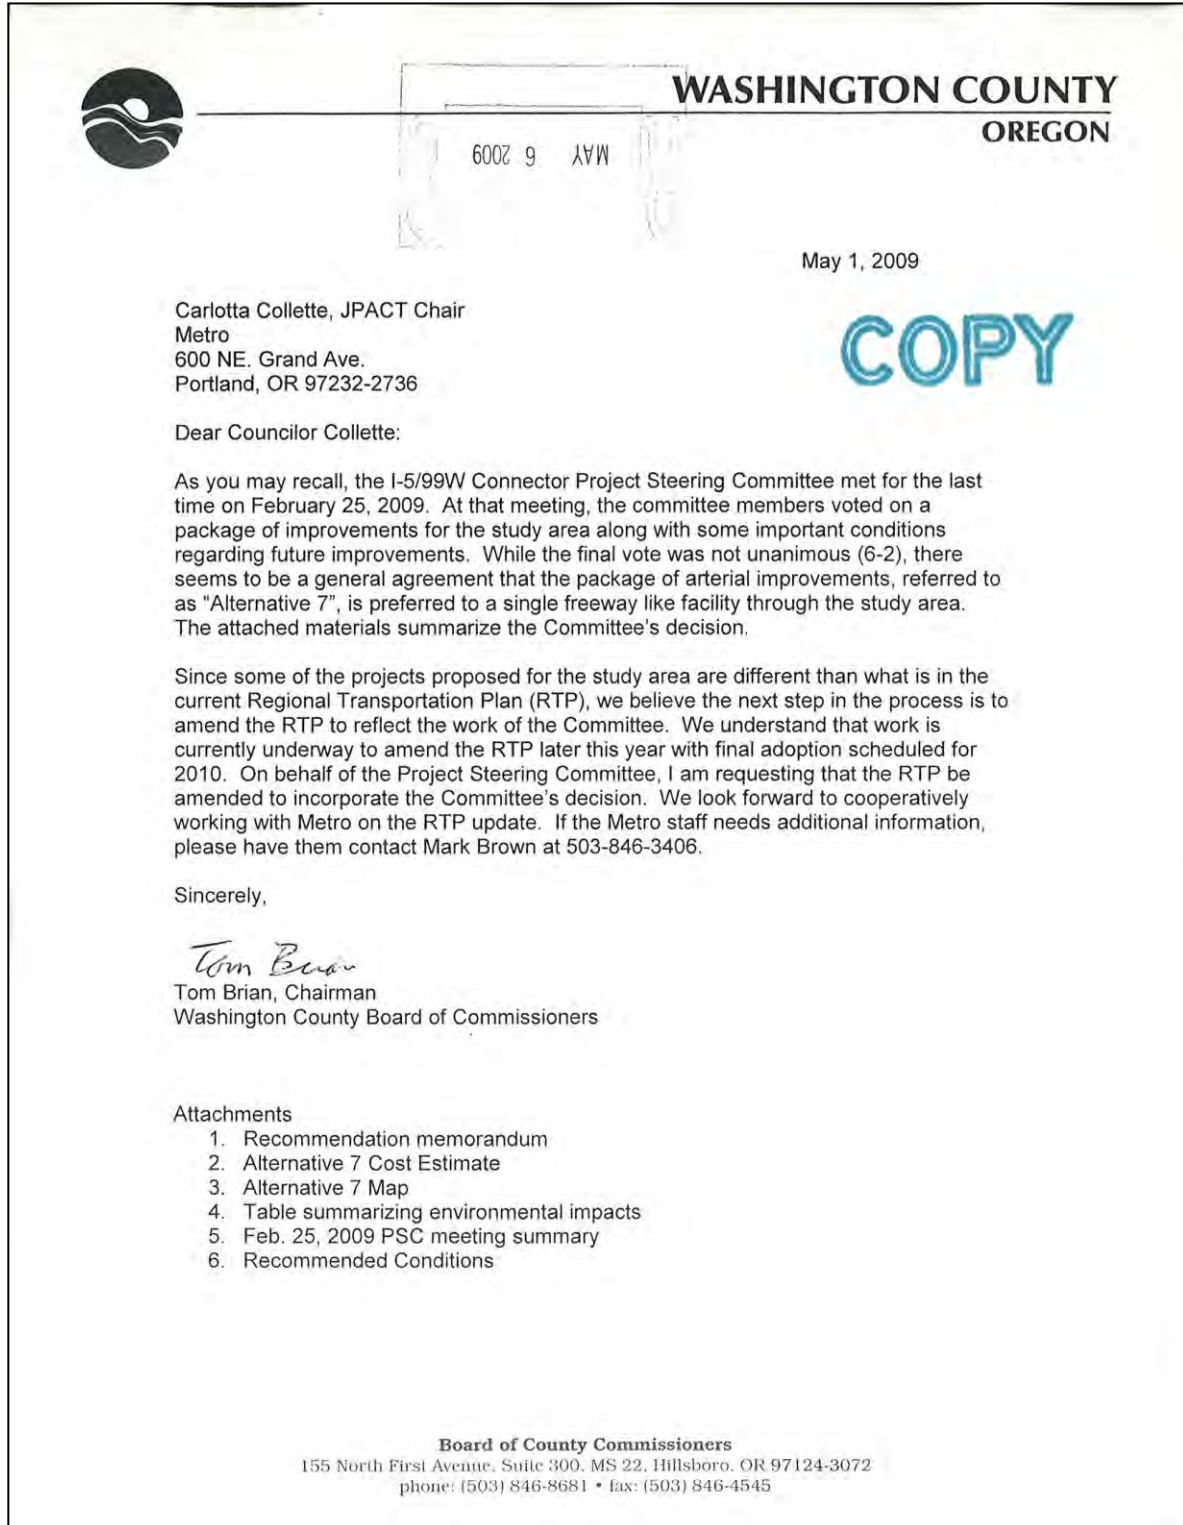 WASHINGTON COUNTY
OREGON
MAY 6 2009
May 1, 2009
COPY
Carlotta Collette, JPACT Chair
Metro
600 NE. Grand Ave.
Portland, OR 97232-2736
Dear Councilor Collette:
As you may recall, the I-5/99W Connector Project Steering Committee met for the last
time on February 25, 2009.  At that meeting, the committee members voted on a
package of improvements for the study area along with some important conditions
regarding future improvements.  While the final vote was not unanimous (6-2), there
seems to be a general agreement that the package of arterial improvements, referred to
as "Alternative 7", is preferred to a single freeway like facility through the study area.
The attached materials summarize the Committee's decision.
Since some of the projects proposed for the study area are different than what is in the
current Regional Transportation Plan (RTP), we believe the next step in the process is to
amend the RTP to reflect the work of the Committee.  We understand that work is
currently underway to amend the RTP later this year with final adoption scheduled for
2010.  On behalf of the Project Steering Committee, I am requesting that the RTP be
amended to incorporate the Committee's decision.  We look forward to cooperatively
working with Metro on the RTP update.  If the Metro staff needs additional information,
please have them contact Mark Brown at 503-846-3406.
Sincerely,
Tom Brian
Tom Brian, Chairman
Washington County Board of Commissioners
Attachments
1. Recommendation memorandum
2. Alternative 7 Cost Estimate
3. Alternative 7 Map
4. Table summarizing environmental impacts
5. Feb. 25, 2009 PSC meeting summary
6. Recommended Conditions
Board of County Commissioners
155 North First Avenue, Suite 300, MS 22, Hillsboro, OR 97124-3072
phone: (503) 846-8681 • fax: (503) 846-4545